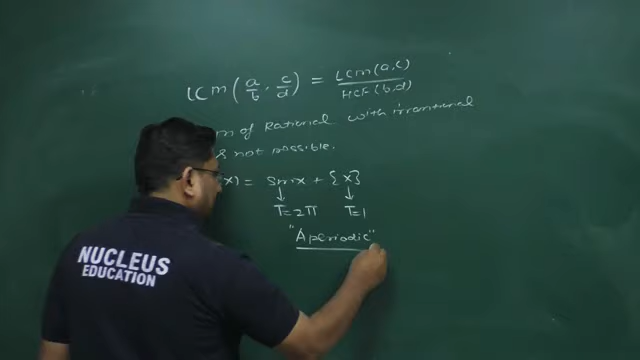 LCM (a/b, c/d) = LCM(a,c)/HCF(b,d)
m of Rational with irrational
not possible.
x) = sin x + {x}
↓ ↓
T=2π T=1
"Aperiodic"
NUCLEUS
EDUCATION